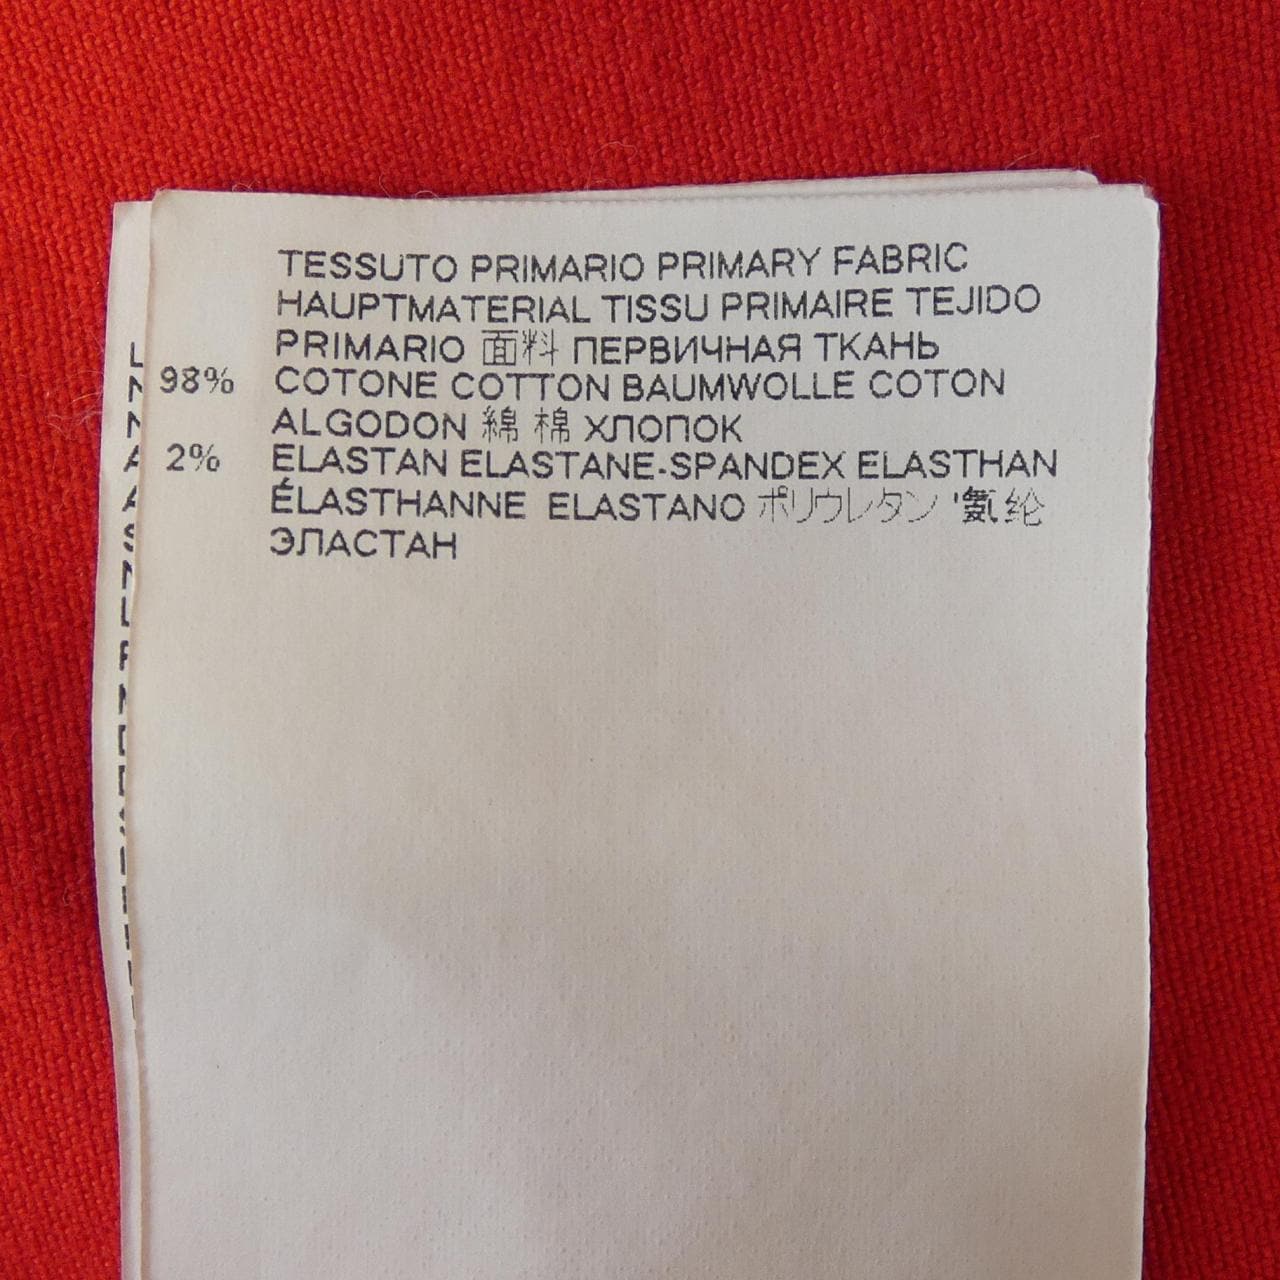 TESSUTO PRIMARIO PRIMARY FABRIC
HAUPTMATERIAL TISSU PRIMAIRE TEJIDO
PRIMARIO 面料 ПЕРВИЧНАЯ ТКАНЬ
98% COTONE COTTON BAUMWOLLE COTON
ALGODON 綿 棉 ХЛОПОК
2% ELASTAN ELASTANE-SPANDEX ELASTHAN
ÉLASTHANNE ELASTANO ポリウレタン '氨纶
ЭЛАСТАН